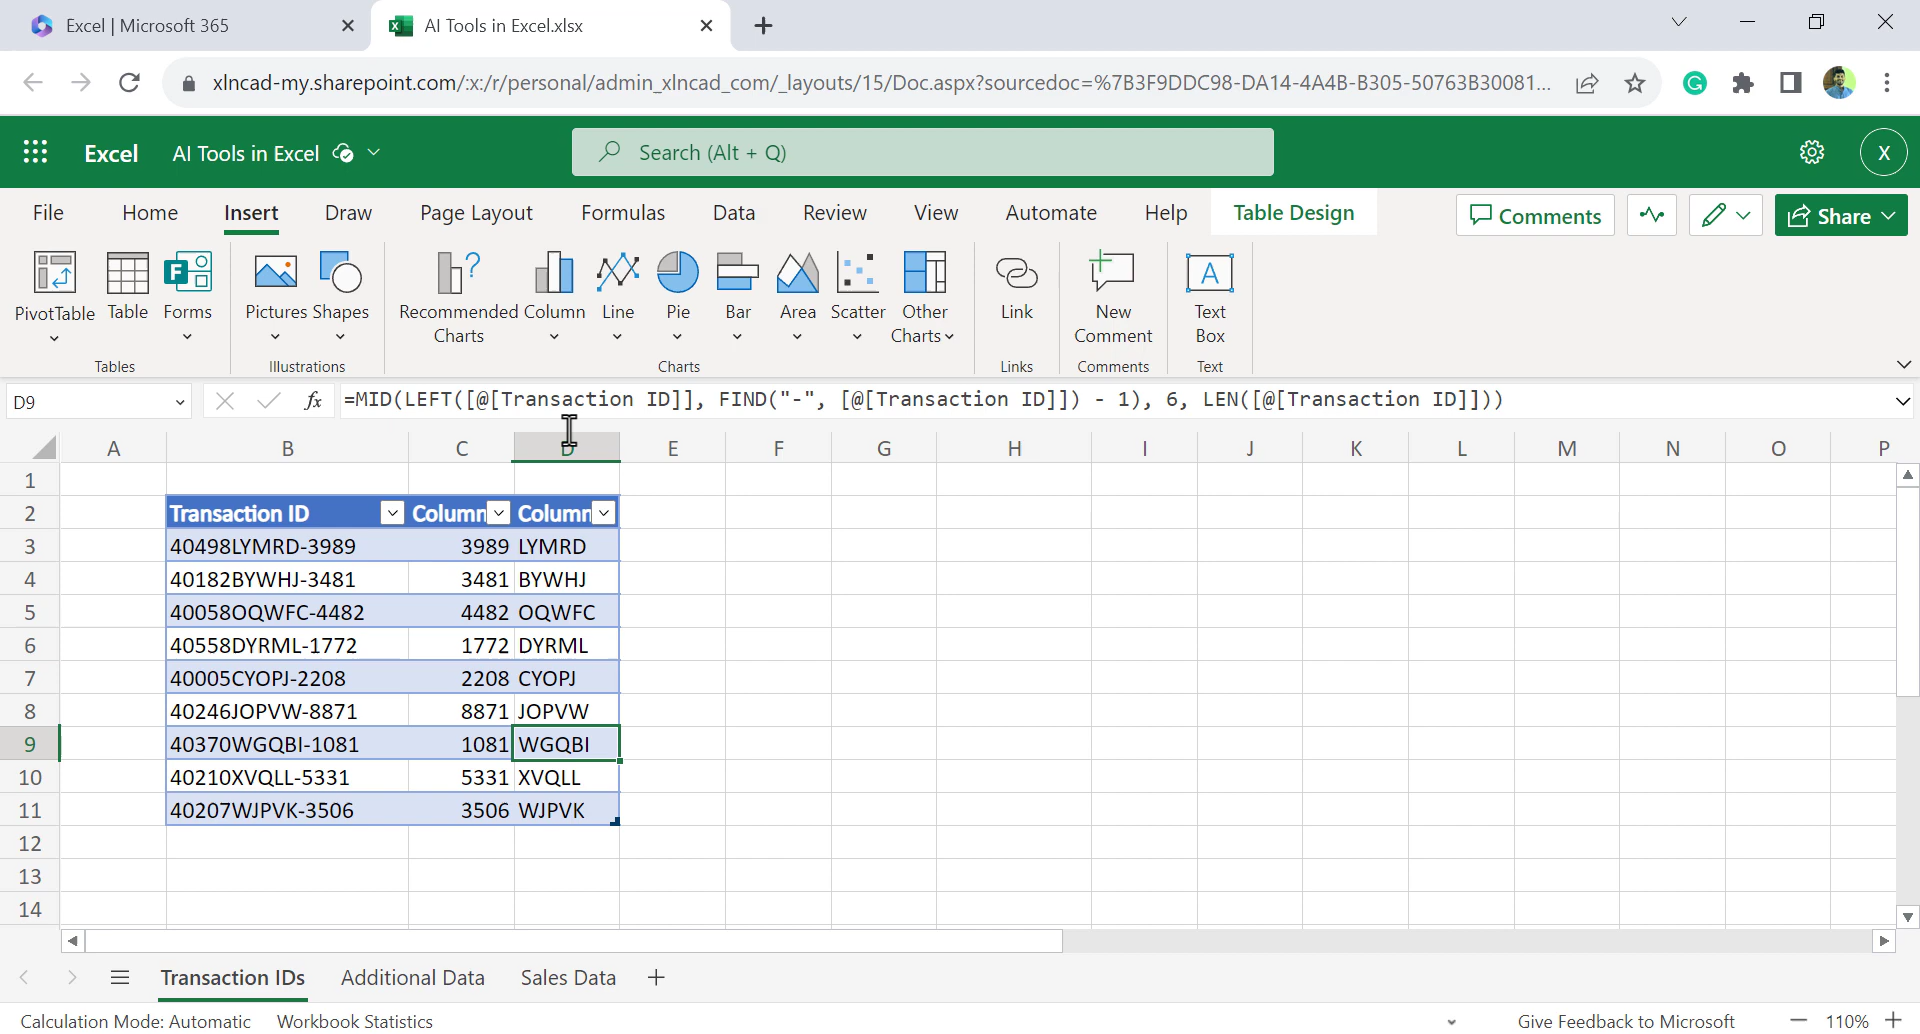 Excel | Microsoft 365
AI Tools in Excel.xlsx
xlncad-my.sharepoint.com/:x:/r/personal/admin_xlncad_com/_layouts/15/Doc.aspx?sourcedoc=%7B3F9DDC98-DA14-4A4B-B305-50763B30081...
Excel AI Tools in Excel
Search (Alt + Q)
X
File Home Insert Draw Page Layout Formulas Data Review View Automate Help Table Design
Comments
Share
PivotTable Table Forms Pictures Shapes Recommended Charts Column Line Pie Bar Area Scatter Other Charts Link New Comment Text Box
Tables Illustrations Charts Links Comments Text
D9
fx
=MID(LEFT([@[Transaction ID]], FIND("-", [@[Transaction ID]]) - 1), 6, LEN([@[Transaction ID]]))
A B C D E F G H I J K L M N O P
1
2 Transaction ID Column Column
3 40498LYMRD-3989 3989 LYMRD
4 40182BYWHJ-3481 3481 BYWHJ
5 40058OQWFC-4482 4482 OQWFC
6 40558DYRML-1772 1772 DYRML
7 40005CYOPJ-2208 2208 CYOPJ
8 40246JOPVW-8871 8871 JOPVW
9 40370WGQBI-1081 1081 WGQBI
10 40210XVQLL-5331 5331 XVQLL
11 40207WJPVK-3506 3506 WJPVK
12
13
14
Transaction IDs Additional Data Sales Data
Calculation Mode: Automatic Workbook Statistics
Give Feedback to Microsoft
110%